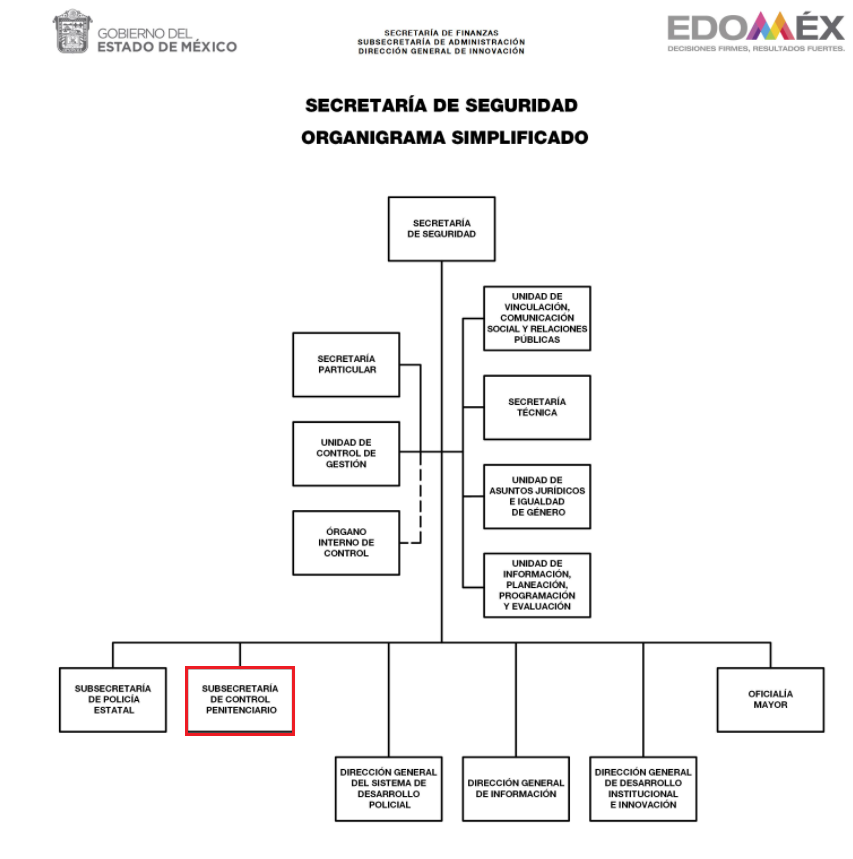 GOBIERNO DEL
ESTADO DE MÉXICO
SECRETARÍA DE FINANZAS
SUBSECRETARÍA DE ADMINISTRACIÓN
DIRECCIÓN GENERAL DE INNOVACIÓN
EDOMÉX
DECISIONES FIRMES, RESULTADOS FUERTES.
SECRETARÍA DE SEGURIDAD
ORGANIGRAMA SIMPLIFICADO
SECRETARÍA
DE SEGURIDAD
UNIDAD DE
VINCULACIÓN,
COMUNICACIÓN
SOCIAL Y RELACIONES
PÚBLICAS
SECRETARÍA
PARTICULAR
SECRETARÍA
TÉCNICA
UNIDAD DE
CONTROL DE
GESTIÓN
UNIDAD DE
ASUNTOS JURÍDICOS
E IGUALDAD
DE GÉNERO
ÓRGANO
INTERNO DE
CONTROL
UNIDAD DE
INFORMACIÓN,
PLANEACIÓN,
PROGRAMACIÓN
Y EVALUACIÓN
SUBSECRETARÍA
DE POLICÍA
ESTATAL
SUBSECRETARÍA
DE CONTROL
PENITENCIARIO
OFICIALÍA
MAYOR
DIRECCIÓN GENERAL
DEL SISTEMA DE
DESARROLLO
POLICIAL
DIRECCIÓN GENERAL
DE INFORMACIÓN
DIRECCIÓN GENERAL
DE DESARROLLO
INSTITUCIONAL
E INNOVACIÓN